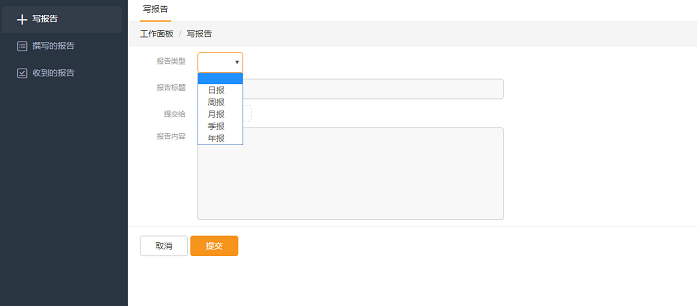 写报告
撰写的报告
收到的报告
写报告
工作面板 / 写报告
报告类型
日报
周报
月报
季报
年报
报告标题
提交给
报告内容
取消
提交